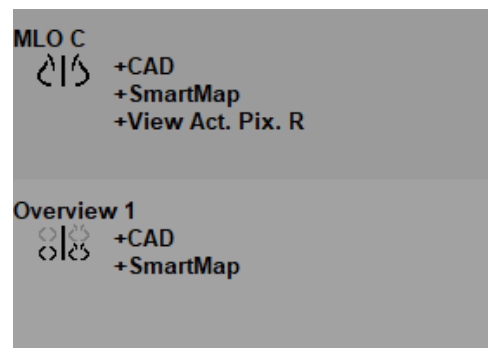 MLO C
+CAD
+SmartMap
+View Act. Pix. R
Overview 1
+CAD
+SmartMap